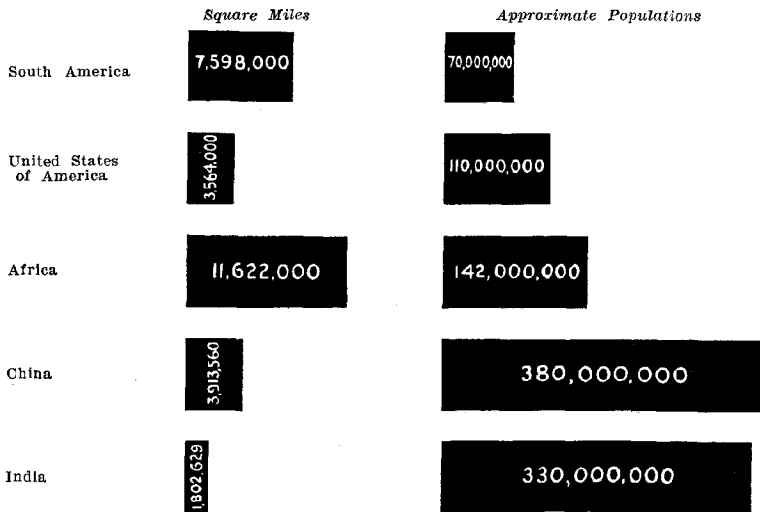 Square Miles Approximate Populations
South America 7,598,000 70,000,000
United States
of America 3,564,000 110,000,000
Africa 11,622,000 142,000,000
China 3,913,560 380,000,000
India 1,802,629 330,000,000